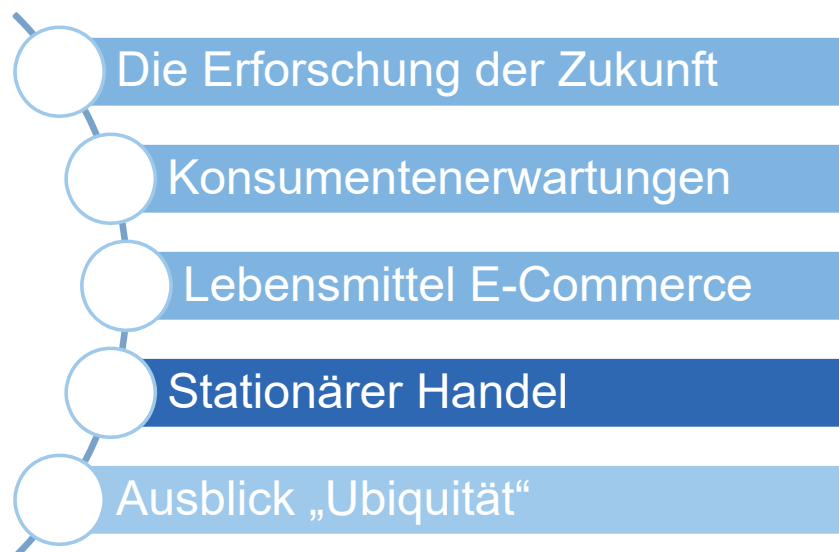 Die Erforschung der Zukunft
Konsumentenerwartungen
Lebensmittel E-Commerce
Stationärer Handel
Ausblick „Ubiquität“